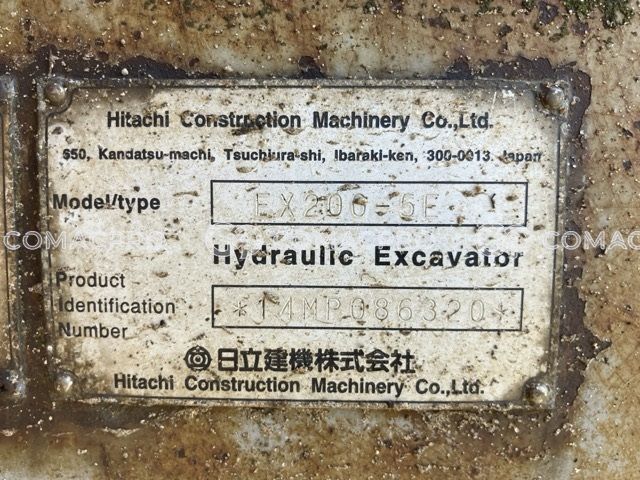 Hitachi Construction Machinery Co.,Ltd.
650, Kandatsu-machi, Tsuchiura-shi, Ibaraki-ken, 300-0013 Japan
Model/type EX200-5E
Hydraulic Excavator
Product
Identification
Number
*14MP086320*
日立建機株式会社
Hitachi Construction Machinery Co.,Ltd.